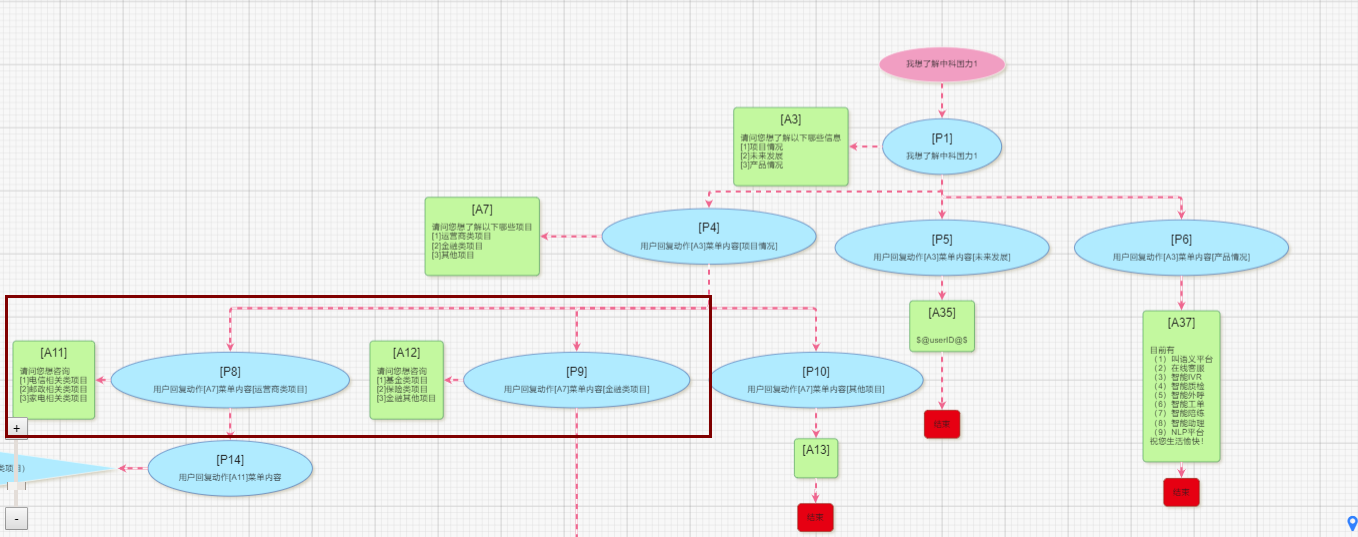 我想了解中科国力1
[P1]
我想了解中科国力1
[A3]
请问您想了解以下哪些信息
[1]项目情况
[2]未来发展
[3]产品情况
[A7]
请问您想了解以下哪些项目
[1]运营商类项目
[2]金融类项目
[3]其他项目
[P4]
用户回复动作[A3]菜单内容[项目情况]
[P5]
用户回复动作[A3]菜单内容[未来发展]
[P6]
用户回复动作[A3]菜单内容[产品情况]
[A35]
$@userID@$
结束
[A37]
目前有
（1）叫语义平台
（2）在线客服
（3）智能IVR
（4）智能质检
（5）智能外呼
（6）智能工单
（7）智能陪练
（8）智能助理
（9）NLP平台
祝您生活愉快！
结束
[A11]
请问您想咨询
[1]电信相关类项目
[2]邮政相关类项目
[3]家电相关类项目
[P8]
用户回复动作[A7]菜单内容[运营商类项目]
[A12]
请问您想咨询
[1]基金类项目
[2]保险类项目
[3]金融其他项目
[P9]
用户回复动作[A7]菜单内容[金融类项目]
[P10]
用户回复动作[A7]菜单内容[其他项目]
[A13]
结束
[P14]
用户回复动作[A11]菜单内容
类项目)
+
-